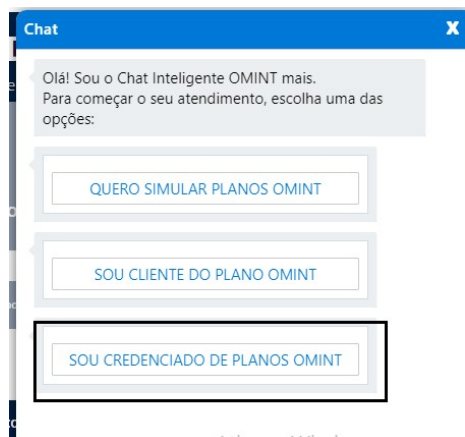 Chat
X
Olá! Sou o Chat Inteligente OMINT mais.
Para começar o seu atendimento, escolha uma das
opções:
QUERO SIMULAR PLANOS OMINT
SOU CLIENTE DO PLANO OMINT
SOU CREDENCIADO DE PLANOS OMINT